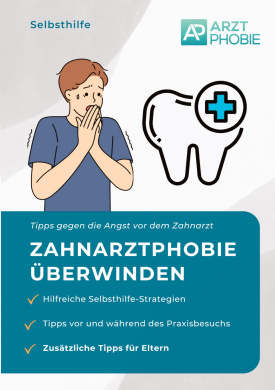 Selbsthilfe
AP ARZT
PHOBIE
Tipps gegen die Angst vor dem Zahnarzt
ZAHNARZTPHOBIE
ÜBERWINDEN
Hilfreiche Selbsthilfe-Strategien
Tipps vor und während des Praxisbesuchs
Zusätzliche Tipps für Eltern